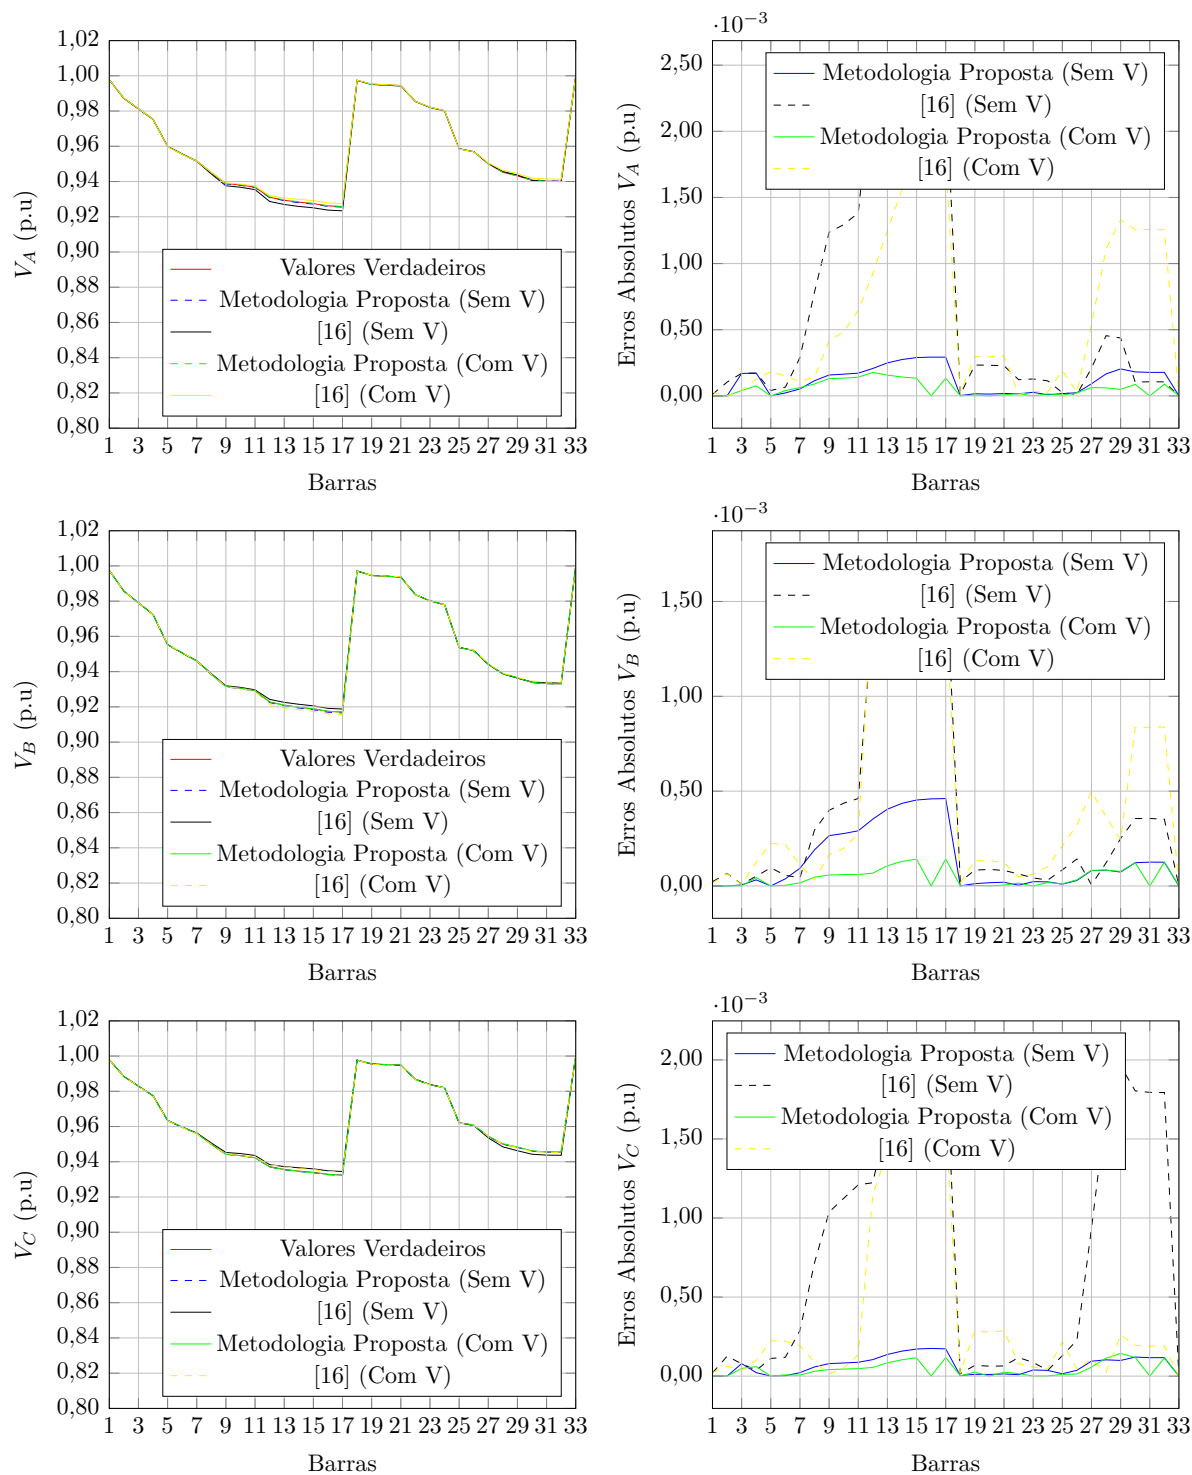 1,02
1,00
0,98
0,96
0,94
0,92
0,90
0,88
0,86
0,84
0,82
0,80
V_A (p.u)
Valores Verdadeiros
Metodologia Proposta (Sem V)
[16] (Sem V)
Metodologia Proposta (Com V)
[16] (Com V)
1 3 5 7 9 11 13 15 17 19 21 23 25 27 29 31 33
Barras
·10⁻³
2,50
2,00
1,50
1,00
0,50
0,00
Erros Absolutos V_A (p.u)
Metodologia Proposta (Sem V)
[16] (Sem V)
Metodologia Proposta (Com V)
[16] (Com V)
1 3 5 7 9 11 13 15 17 19 21 23 25 27 29 31 33
Barras
1,02
1,00
0,98
0,96
0,94
0,92
0,90
0,88
0,86
0,84
0,82
0,80
V_B (p.u)
Valores Verdadeiros
Metodologia Proposta (Sem V)
[16] (Sem V)
Metodologia Proposta (Com V)
[16] (Com V)
1 3 5 7 9 11 13 15 17 19 21 23 25 27 29 31 33
Barras
·10⁻³
1,50
1,00
0,50
0,00
Erros Absolutos V_B (p.u)
Metodologia Proposta (Sem V)
[16] (Sem V)
Metodologia Proposta (Com V)
[16] (Com V)
1 3 5 7 9 11 13 15 17 19 21 23 25 27 29 31 33
Barras
1,02
1,00
0,98
0,96
0,94
0,92
0,90
0,88
0,86
0,84
0,82
0,80
V_C (p.u)
Valores Verdadeiros
Metodologia Proposta (Sem V)
[16] (Sem V)
Metodologia Proposta (Com V)
[16] (Com V)
1 3 5 7 9 11 13 15 17 19 21 23 25 27 29 31 33
Barras
·10⁻³
2,00
1,50
1,00
0,50
0,00
Erros Absolutos V_C (p.u)
Metodologia Proposta (Sem V)
[16] (Sem V)
Metodologia Proposta (Com V)
[16] (Com V)
1 3 5 7 9 11 13 15 17 19 21 23 25 27 29 31 33
Barras